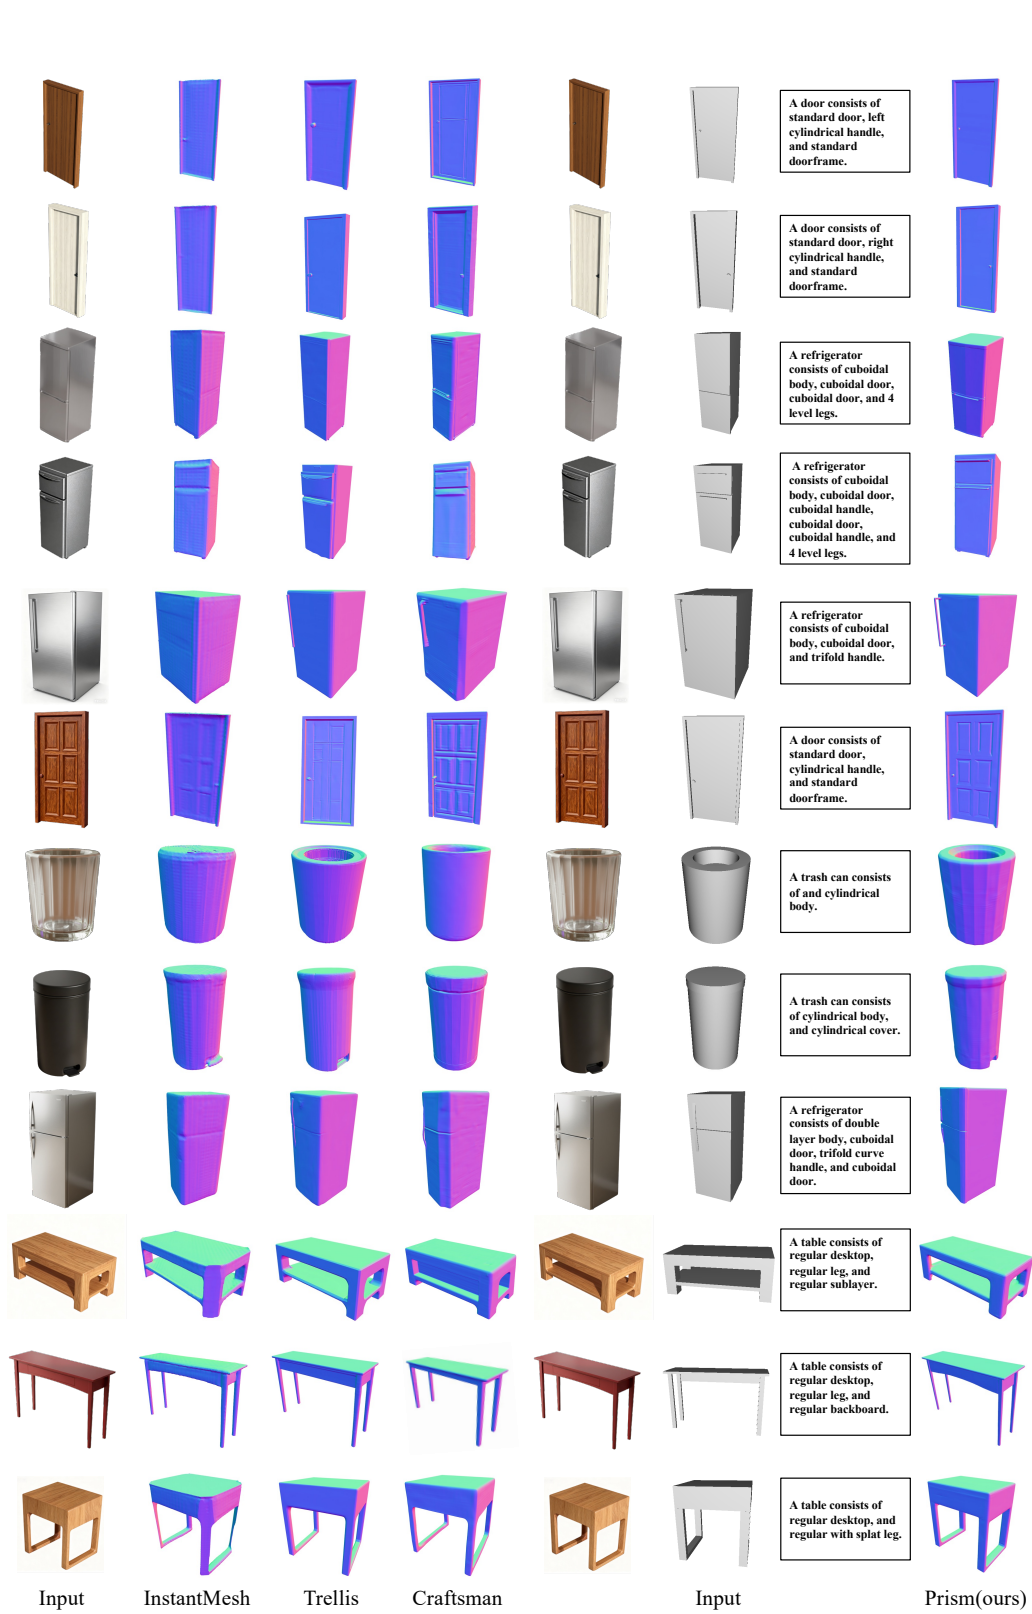 A door consists of
standard door, left
cylindrical handle,
and standard
doorframe.
A door consists of
standard door, right
cylindrical handle,
and standard
doorframe.
A refrigerator
consists of cuboidal
body, cuboidal door,
cuboidal door, and 4
level legs.
A refrigerator
consists of cuboidal
body, cuboidal door,
cuboidal handle,
cuboidal door,
cuboidal handle, and
4 level legs.
A refrigerator
consists of cuboidal
body, cuboidal door,
and trifold handle.
A door consists of
standard door,
cylindrical handle,
and standard
doorframe.
A trash can consists
of and cylindrical
body.
A trash can consists
of cylindrical body,
and cylindrical cover.
A refrigerator
consists of double
layer body, cuboidal
door, trifold curve
handle, and cuboidal
door.
A table consists of
regular desktop,
regular leg, and
regular sublayer.
A table consists of
regular desktop,
regular leg, and
regular backboard.
A table consists of
regular desktop, and
regular with splat leg.
Input InstantMesh Trellis Craftsman Input Prism(ours)